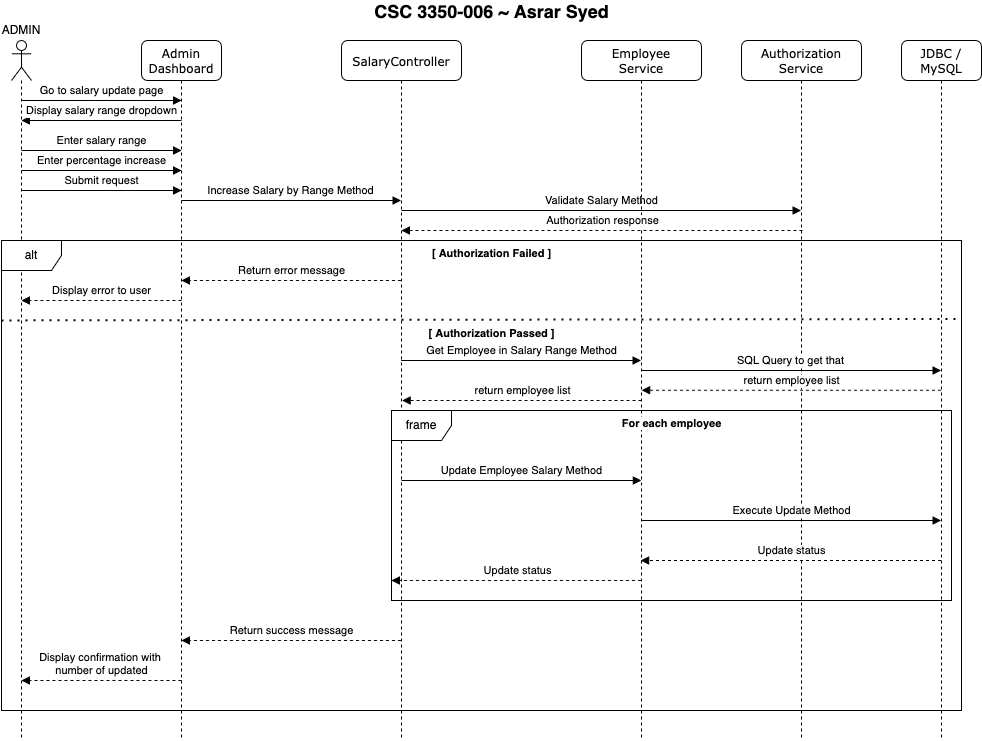 CSC 3350-006 ~ Asrar Syed
ADMIN
Admin
Dashboard
SalaryController
Employee
Service
Authorization
Service
JDBC /
MySQL
Go to salary update page
Display salary range dropdown
Enter salary range
Enter percentage increase
Submit request
Increase Salary by Range Method
Validate Salary Method
Authorization response
alt
[ Authorization Failed ]
Return error message
Display error to user
[ Authorization Passed ]
Get Employee in Salary Range Method
SQL Query to get that
return employee list
return employee list
frame
For each employee
Update Employee Salary Method
Execute Update Method
Update status
Update status
Return success message
Display confirmation with
number of updated